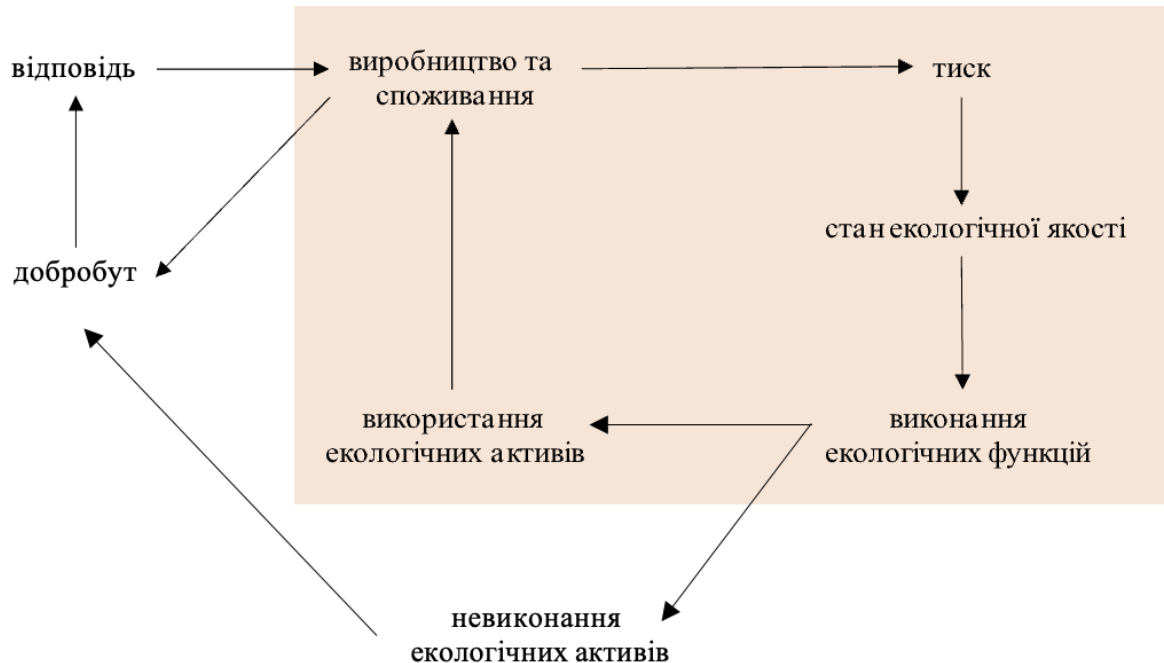 відповідь
виробництво та
споживання
тиск
стан екологічної якості
добробут
використання
екологічних активів
виконання
екологічних функцій
невиконання
екологічних активів